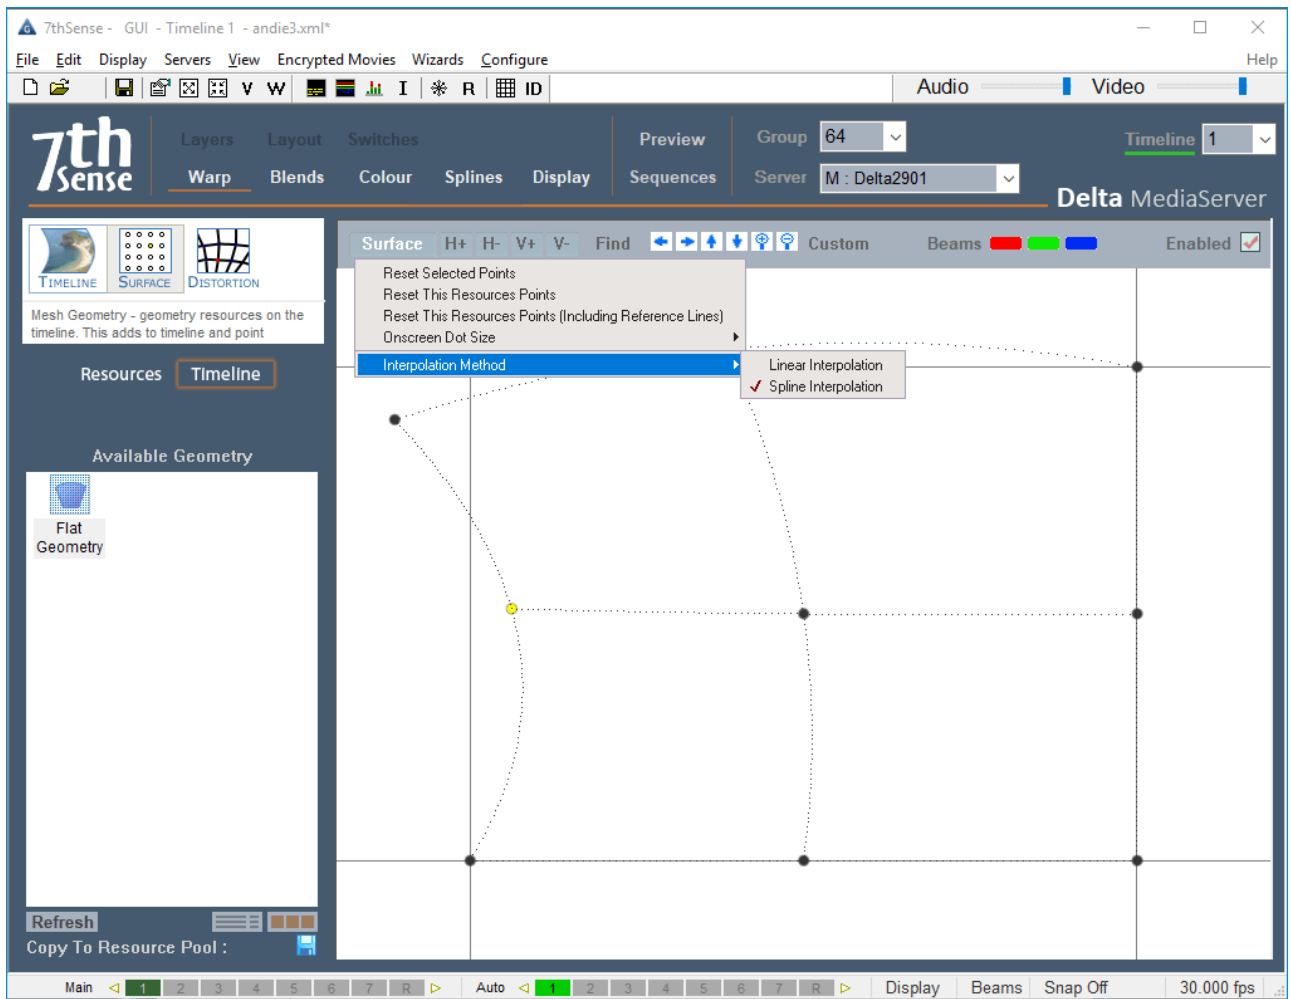 7thSense - GUI - Timeline 1 - andie3.xml*
File Edit Display Servers View Encrypted Movies Wizards Configure Help
V W I R ID Audio Video
7th Sense
Layers Layout Switches Preview Group 64 Timeline 1
Warp Blends Colour Splines Display Sequences Server M : Delta2901
Delta MediaServer
TIMELINE SURFACE DISTORTION
Mesh Geometry - geometry resources on the
timeline. This adds to timeline and point
Resources Timeline
Available Geometry
Flat
Geometry
Refresh
Copy To Resource Pool :
Surface H+ H- V+ V- Find Custom Beams Enabled
Reset Selected Points
Reset This Resources Points
Reset This Resources Points (Including Reference Lines)
Onscreen Dot Size
Interpolation Method
Linear Interpolation
Spline Interpolation
Main 1 2 3 4 5 6 7 R Auto 1 2 3 4 5 6 7 R Display Beams Snap Off 30.000 fps